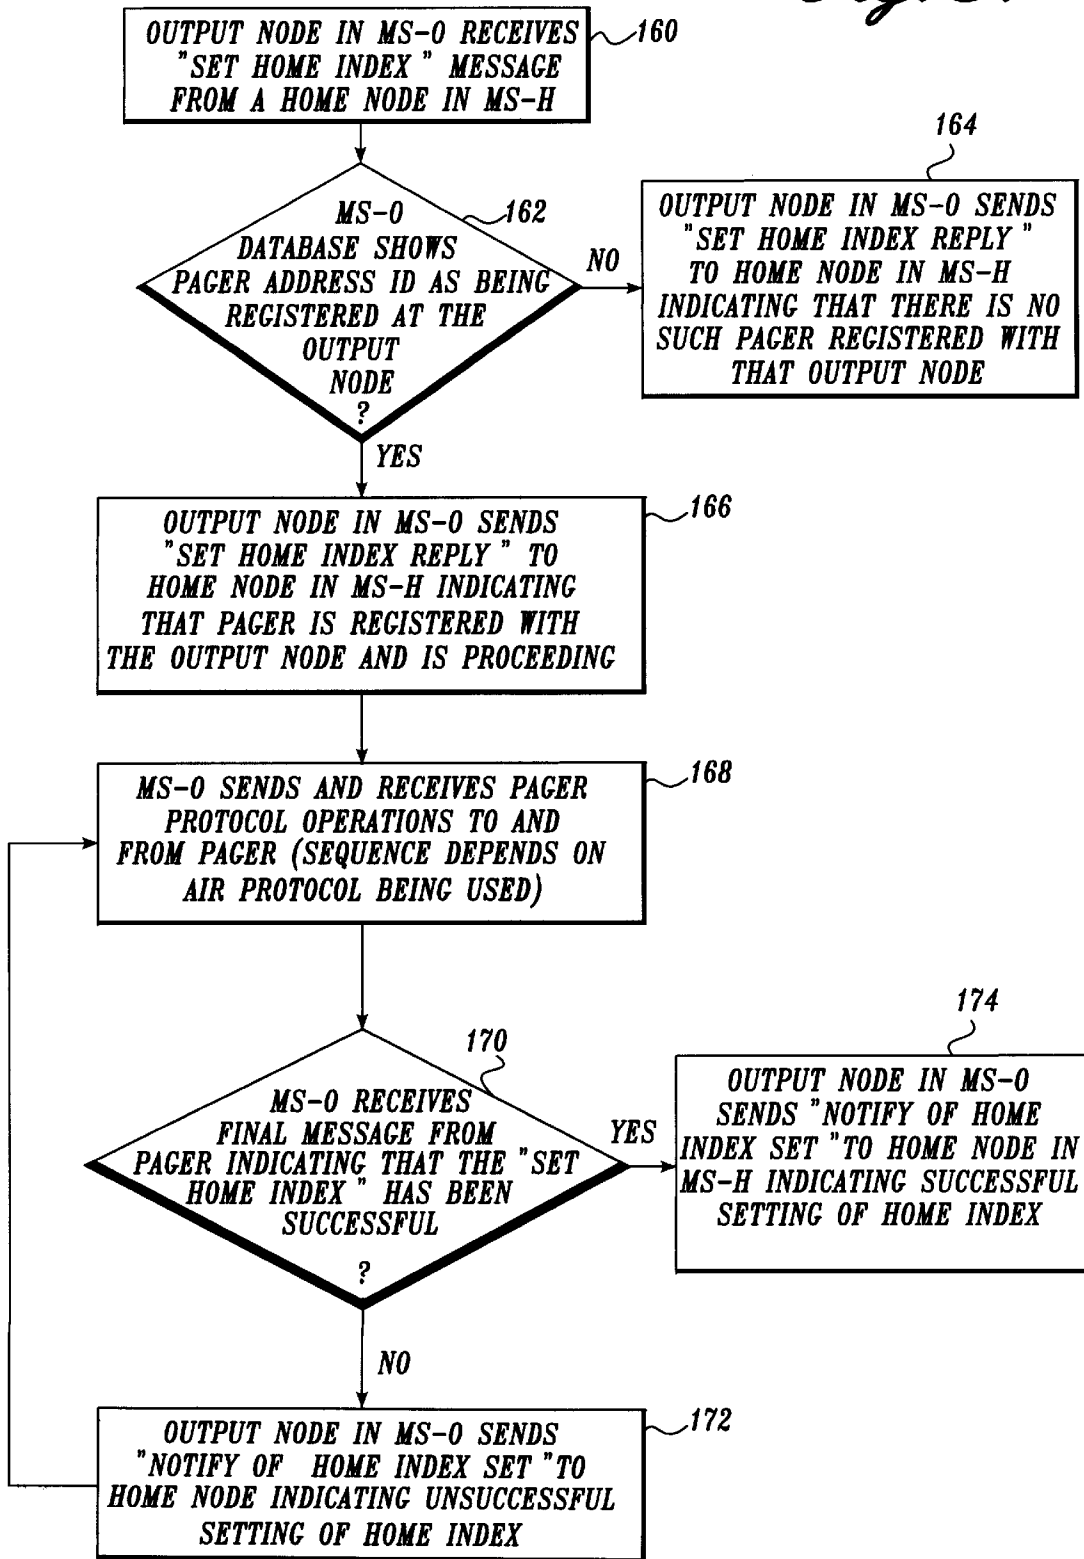 OUTPUT NODE IN MS-O RECEIVES
"SET HOME INDEX" MESSAGE
FROM A HOME NODE IN MS-H
160
MS-O
DATABASE SHOWS
PAGER ADDRESS ID AS BEING
REGISTERED AT THE
OUTPUT
NODE
?
162
NO
YES
164
OUTPUT NODE IN MS-O SENDS
"SET HOME INDEX REPLY"
TO HOME NODE IN MS-H
INDICATING THAT THERE IS NO
SUCH PAGER REGISTERED WITH
THAT OUTPUT NODE
OUTPUT NODE IN MS-O SENDS
"SET HOME INDEX REPLY" TO
HOME NODE IN MS-H INDICATING
THAT PAGER IS REGISTERED WITH
THE OUTPUT NODE AND IS PROCEEDING
166
MS-O SENDS AND RECEIVES PAGER
PROTOCOL OPERATIONS TO AND
FROM PAGER (SEQUENCE DEPENDS ON
AIR PROTOCOL BEING USED)
168
170
MS-O RECEIVES
FINAL MESSAGE FROM
PAGER INDICATING THAT THE "SET
HOME INDEX" HAS BEEN
SUCCESSFUL
?
YES
NO
174
OUTPUT NODE IN MS-O
SENDS "NOTIFY OF HOME
INDEX SET "TO HOME NODE IN
MS-H INDICATING SUCCESSFUL
SETTING OF HOME INDEX
OUTPUT NODE IN MS-O SENDS
"NOTIFY OF HOME INDEX SET "TO
HOME NODE INDICATING UNSUCCESSFUL
SETTING OF HOME INDEX
172